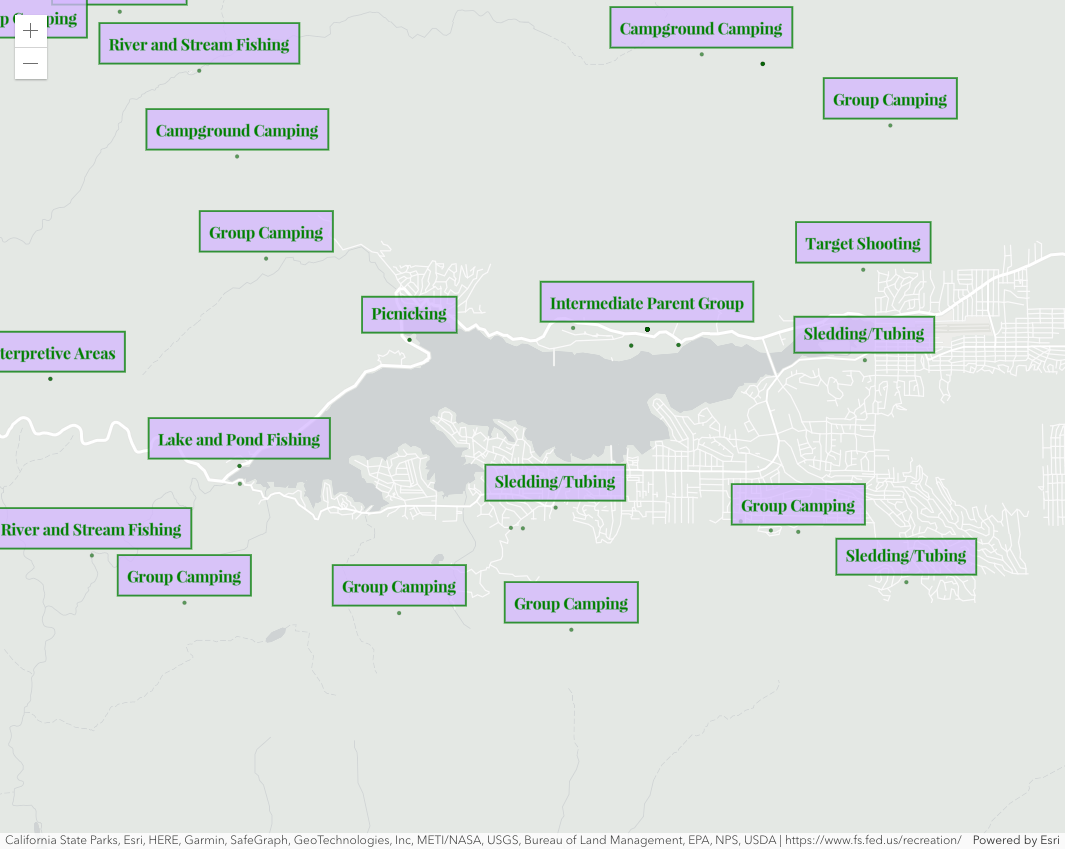 p Camping
River and Stream Fishing
Campground Camping
Group Camping
Campground Camping
Group Camping
Target Shooting
Picnicking
Intermediate Parent Group
Sledding/Tubing
terpretive Areas
Lake and Pond Fishing
Sledding/Tubing
Group Camping
River and Stream Fishing
Group Camping
Sledding/Tubing
Group Camping
Group Camping
California State Parks, Esri, HERE, Garmin, SafeGraph, GeoTechnologies, Inc, METI/NASA, USGS, Bureau of Land Management, EPA, NPS, USDA | https://www.fs.fed.us/recreation/ Powered by Esri